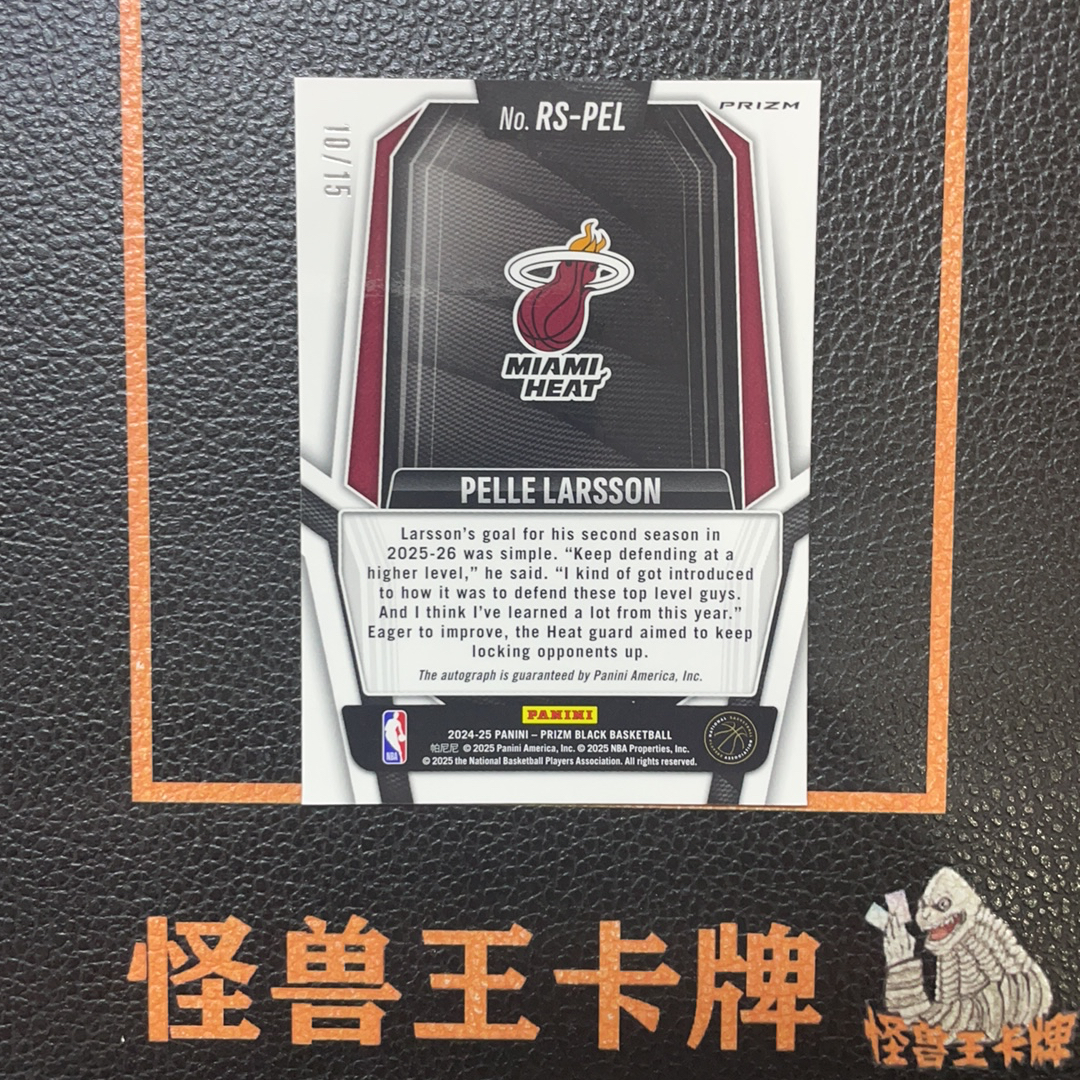 No. RS-PEL
PRIZM
10/15
MIAMI
HEAT
PELLE LARSSON
Larsson's goal for his second season in
2025-26 was simple. “Keep defending at a
higher level,” he said. “I kind of got introduced
to how it was to defend these top level guys.
And I think I've learned a lot from this year.”
Eager to improve, the Heat guard aimed to keep
locking opponents up.
The autograph is guaranteed by Panini America, Inc.
PANINI
2024-25 PANINI – PRIZM BLACK BASKETBALL
帕尼尼 © 2025 Panini America, Inc. © 2025 NBA Properties, Inc.
© 2025 the National Basketball Players Association. All rights reserved.
NBA
NATIONAL BASKETBALL PLAYERS ASSOCIATION
怪兽王卡牌
怪兽王卡牌